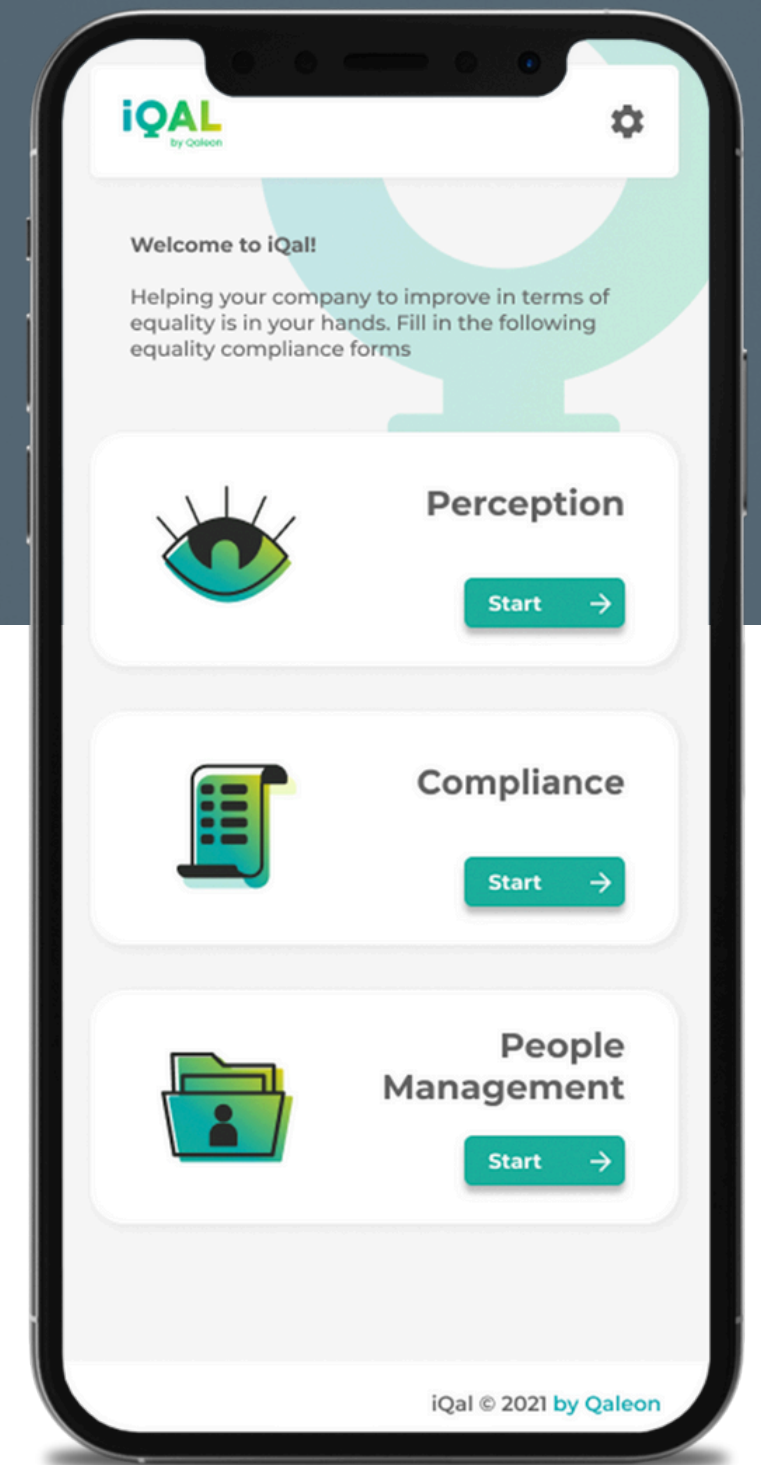 iQAL
by Qaleon
Welcome to iQal!
Helping your company to improve in terms of
equality is in your hands. Fill in the following
equality compliance forms
Perception
Start
Compliance
Start
People
Management
Start
iQal © 2021 by Qaleon